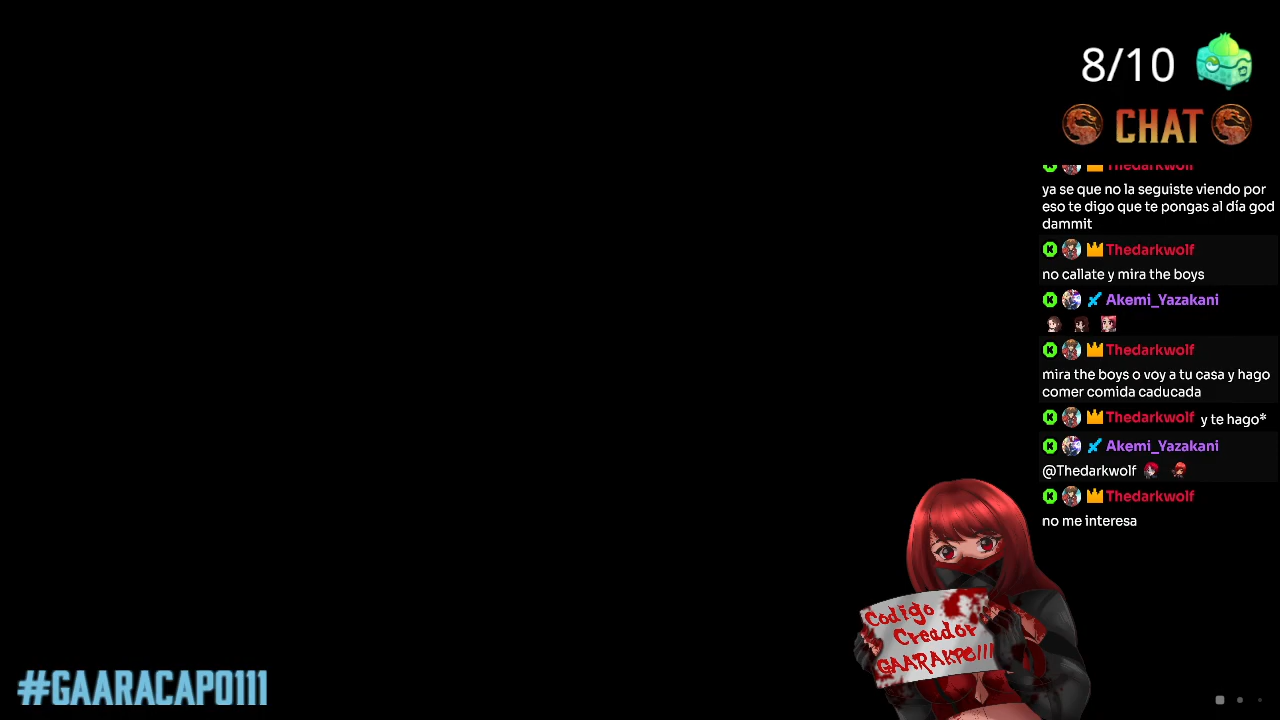 8/10
CHAT
Thedarkwolf
ya se que no la seguiste viendo por
eso te digo que te pongas al día god
dammit
Thedarkwolf
no callate y mira the boys
Akemi_Yazakani
Thedarkwolf
mira the boys o voy a tu casa y hago
comer comida caducada
Thedarkwolf y te hago*
Akemi_Yazakani
@Thedarkwolf
Thedarkwolf
no me interesa
Codigo
Creador
GAARAKPO111
#GAARACAPO111